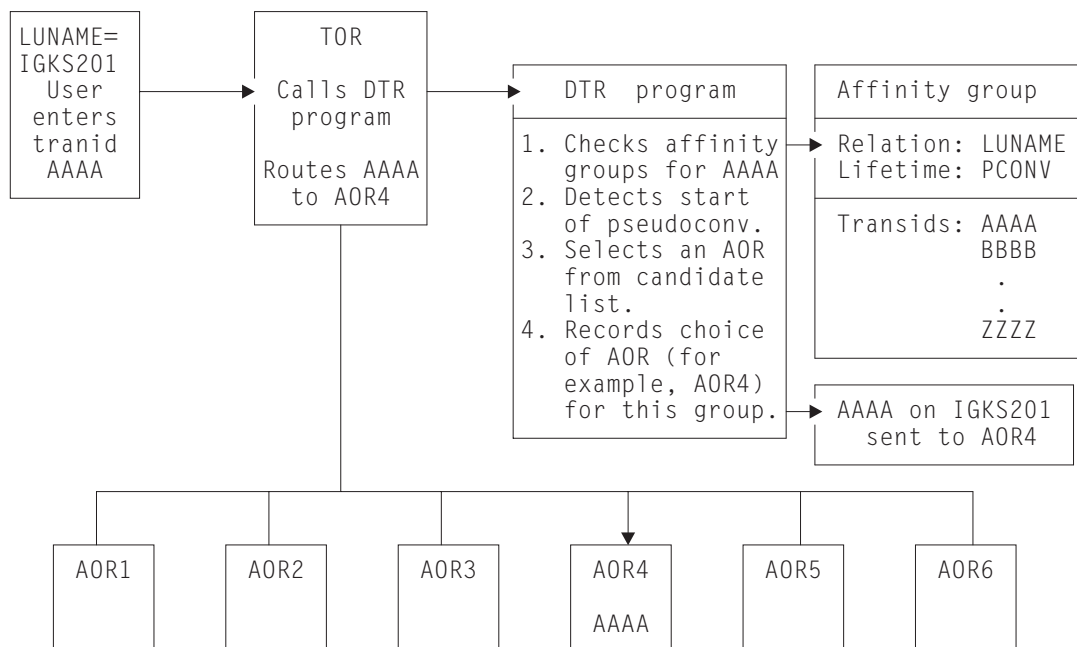 LUNAME=
IGKS201
User
enters
tranid
AAAA
TOR
Calls DTR
program
Routes AAAA
to AOR4
DTR program
1. Checks affinity
groups for AAAA
2. Detects start
of pseudoconv.
3. Selects an AOR
from candidate
list.
4. Records choice
of AOR (for
example, AOR4)
for this group.
Affinity group
Relation: LUNAME
Lifetime: PCONV
Transids: AAAA
BBBB
.
.
ZZZZ
AAAA on IGKS201
sent to AOR4
AOR1
AOR2
AOR3
AOR4
AAAA
AOR5
AOR6